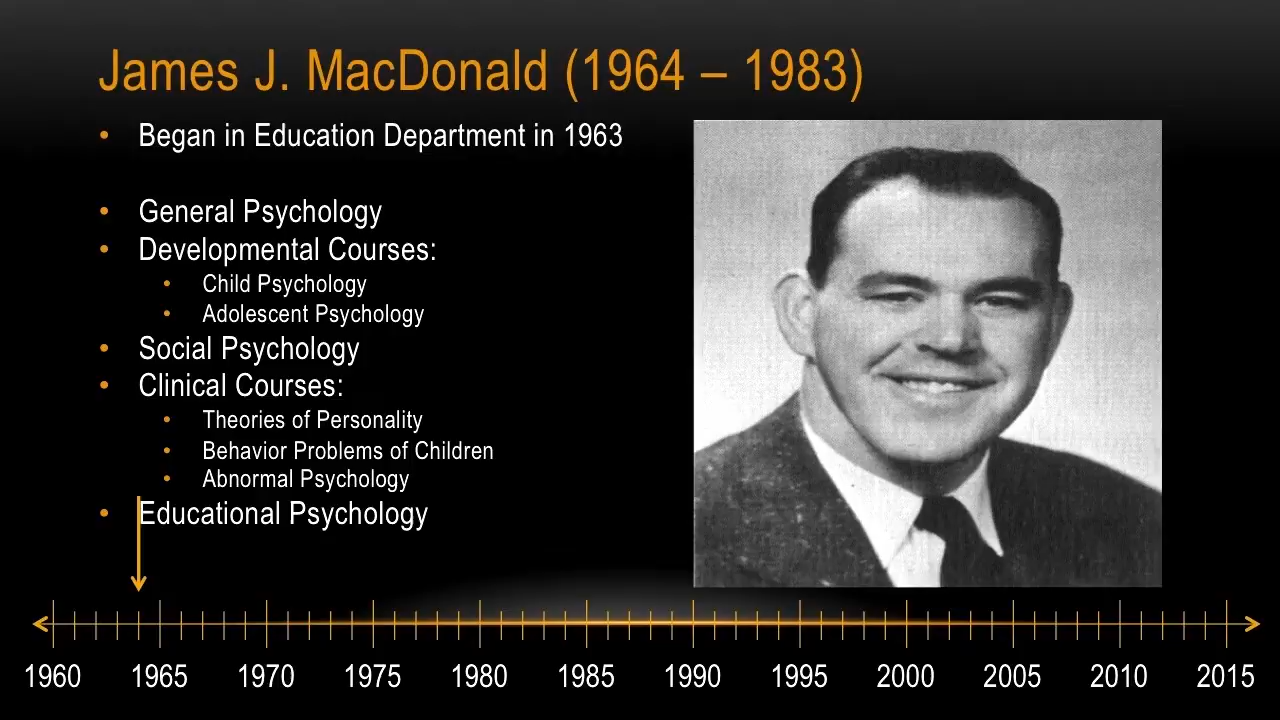 James J. MacDonald (1964 – 1983)
• Began in Education Department in 1963
• General Psychology
• Developmental Courses:
• Child Psychology
• Adolescent Psychology
• Social Psychology
• Clinical Courses:
• Theories of Personality
• Behavior Problems of Children
• Abnormal Psychology
• Educational Psychology
1960 1965 1970 1975 1980 1985 1990 1995 2000 2005 2010 2015